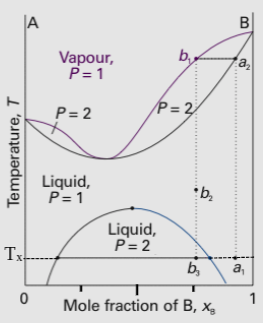 A
B
Vapour,
P = 1
b₁
a₂
P = 2
P = 2
Temperature, T
Liquid,
P = 1
b₂
Liquid,
P = 2
Tx
b₃
a₁
0
1
Mole fraction of B, x_B